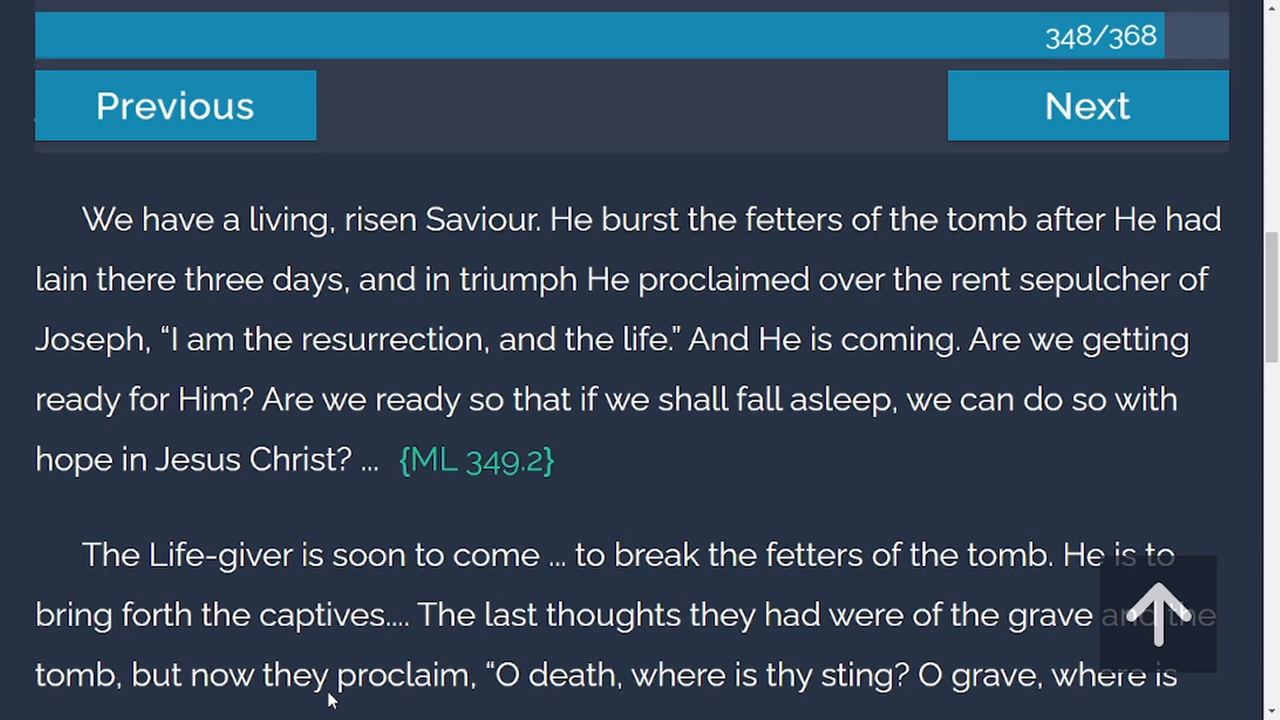 348/368
Previous
Next
We have a living, risen Saviour. He burst the fetters of the tomb after He had
lain there three days, and in triumph He proclaimed over the rent sepulcher of
Joseph, “I am the resurrection, and the life.” And He is coming. Are we getting
ready for Him? Are we ready so that if we shall fall asleep, we can do so with
hope in Jesus Christ? ... {ML 349.2}
The Life-giver is soon to come ... to break the fetters of the tomb. He is to
bring forth the captives.... The last thoughts they had were of the grave and the
tomb, but now they proclaim, “O death, where is thy sting? O grave, where is